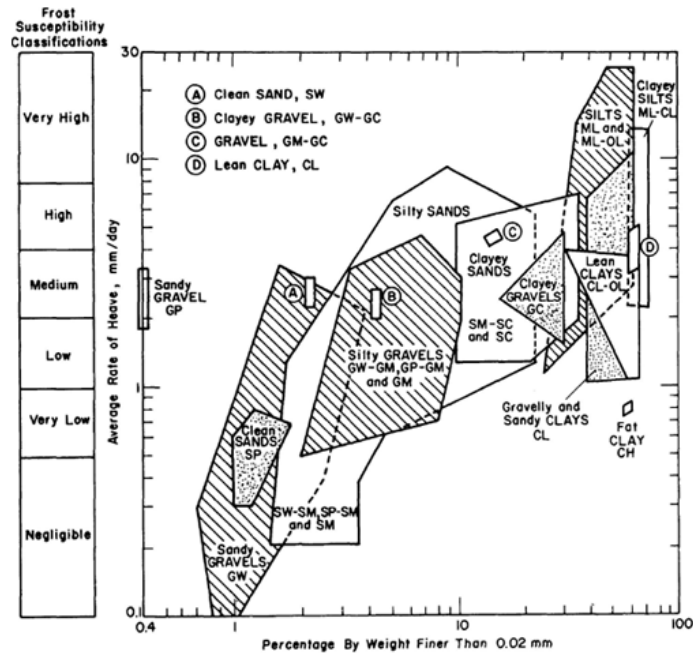 Frost
Susceptibility
Classifications
Very High
High
Medium
Low
Very Low
Negligible
Average Rate of Heave, mm/day
30
10
1
0.1
A Clean SAND, SW
B Clayey GRAVEL, GW-GC
C GRAVEL, GM-GC
D Lean CLAY, CL
Clayey
SILTS
ML-CL
SILTS
ML and
ML-OL
Silty SANDS
C
Clayey
SANDS
D
Lean
CLAYS
CL-OL
Sandy
GRAVEL
GP
A
B
Clayey
GRAVELS
GC
SM-SC
and SC
Silty GRAVELS
GW-GM, GP-GM
and GM
Gravelly and
Sandy CLAYS
CL
Fat
CLAY
CH
Clean
SANDS
SP
SW-SM, SP-SM
and SM
Sandy
GRAVELS
GW
0.4
1
10
100
Percentage By Weight Finer Than 0.02 mm